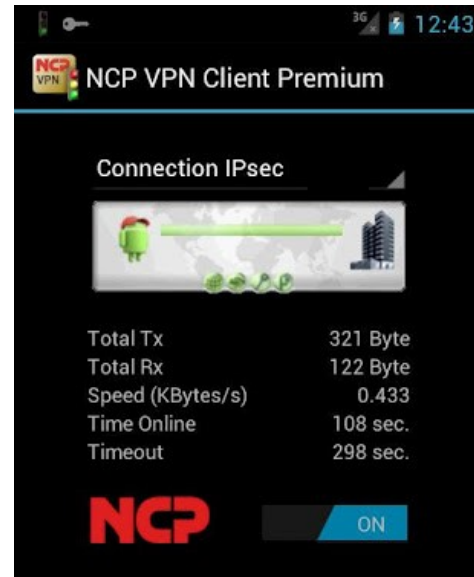 3G 12:43
NCP VPN NCP VPN Client Premium
Connection IPsec
Total Tx 321 Byte
Total Rx 122 Byte
Speed (KBytes/s) 0.433
Time Online 108 sec.
Timeout 298 sec.
NCP ON